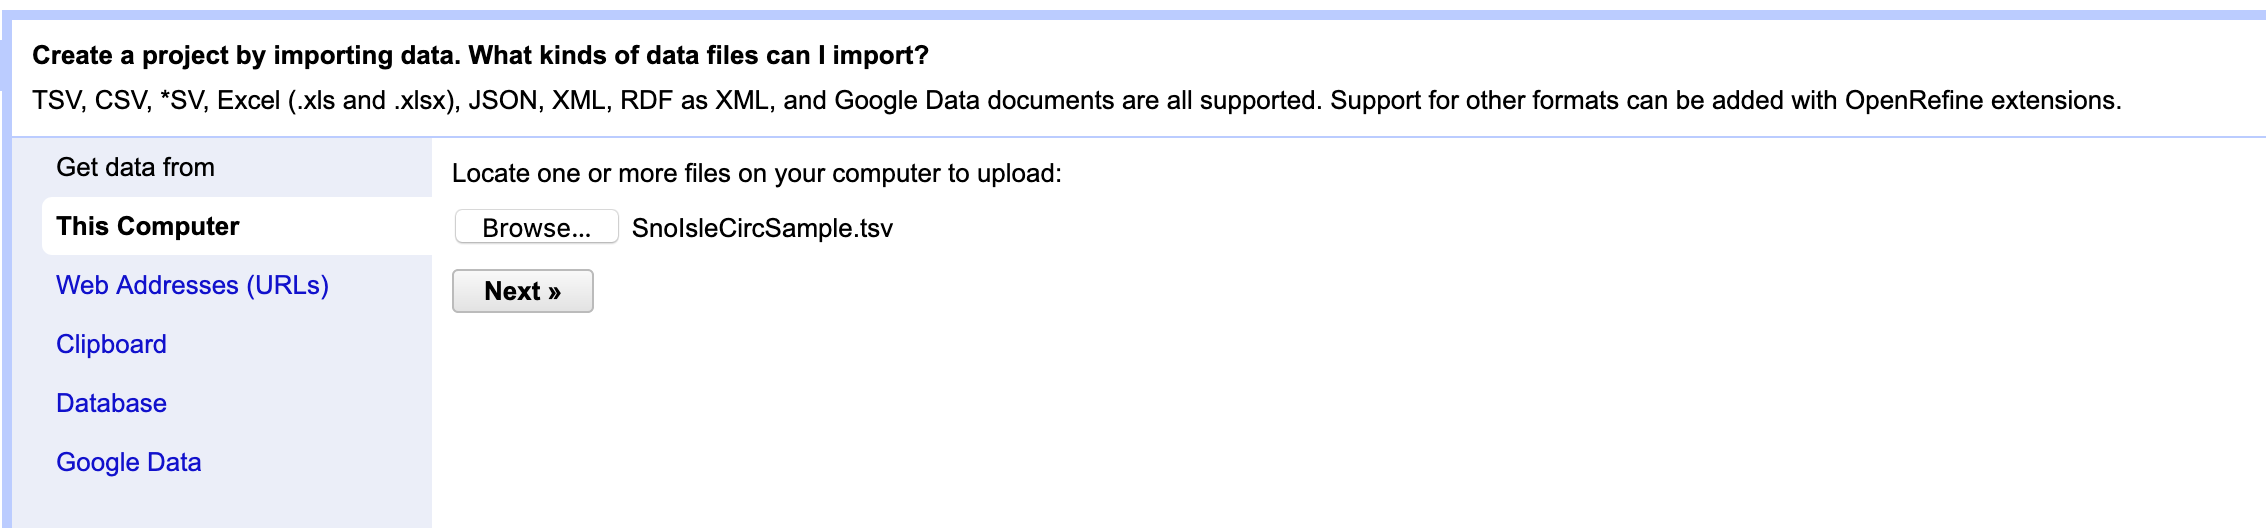 Create a project by importing data. What kinds of data files can I import?
TSV, CSV, *SV, Excel (.xls and .xlsx), JSON, XML, RDF as XML, and Google Data documents are all supported. Support for other formats can be added with OpenRefine extensions.
Get data from
This Computer
Web Addresses (URLs)
Clipboard
Database
Google Data
Locate one or more files on your computer to upload:
Browse... SnoIsleCircSample.tsv
Next »